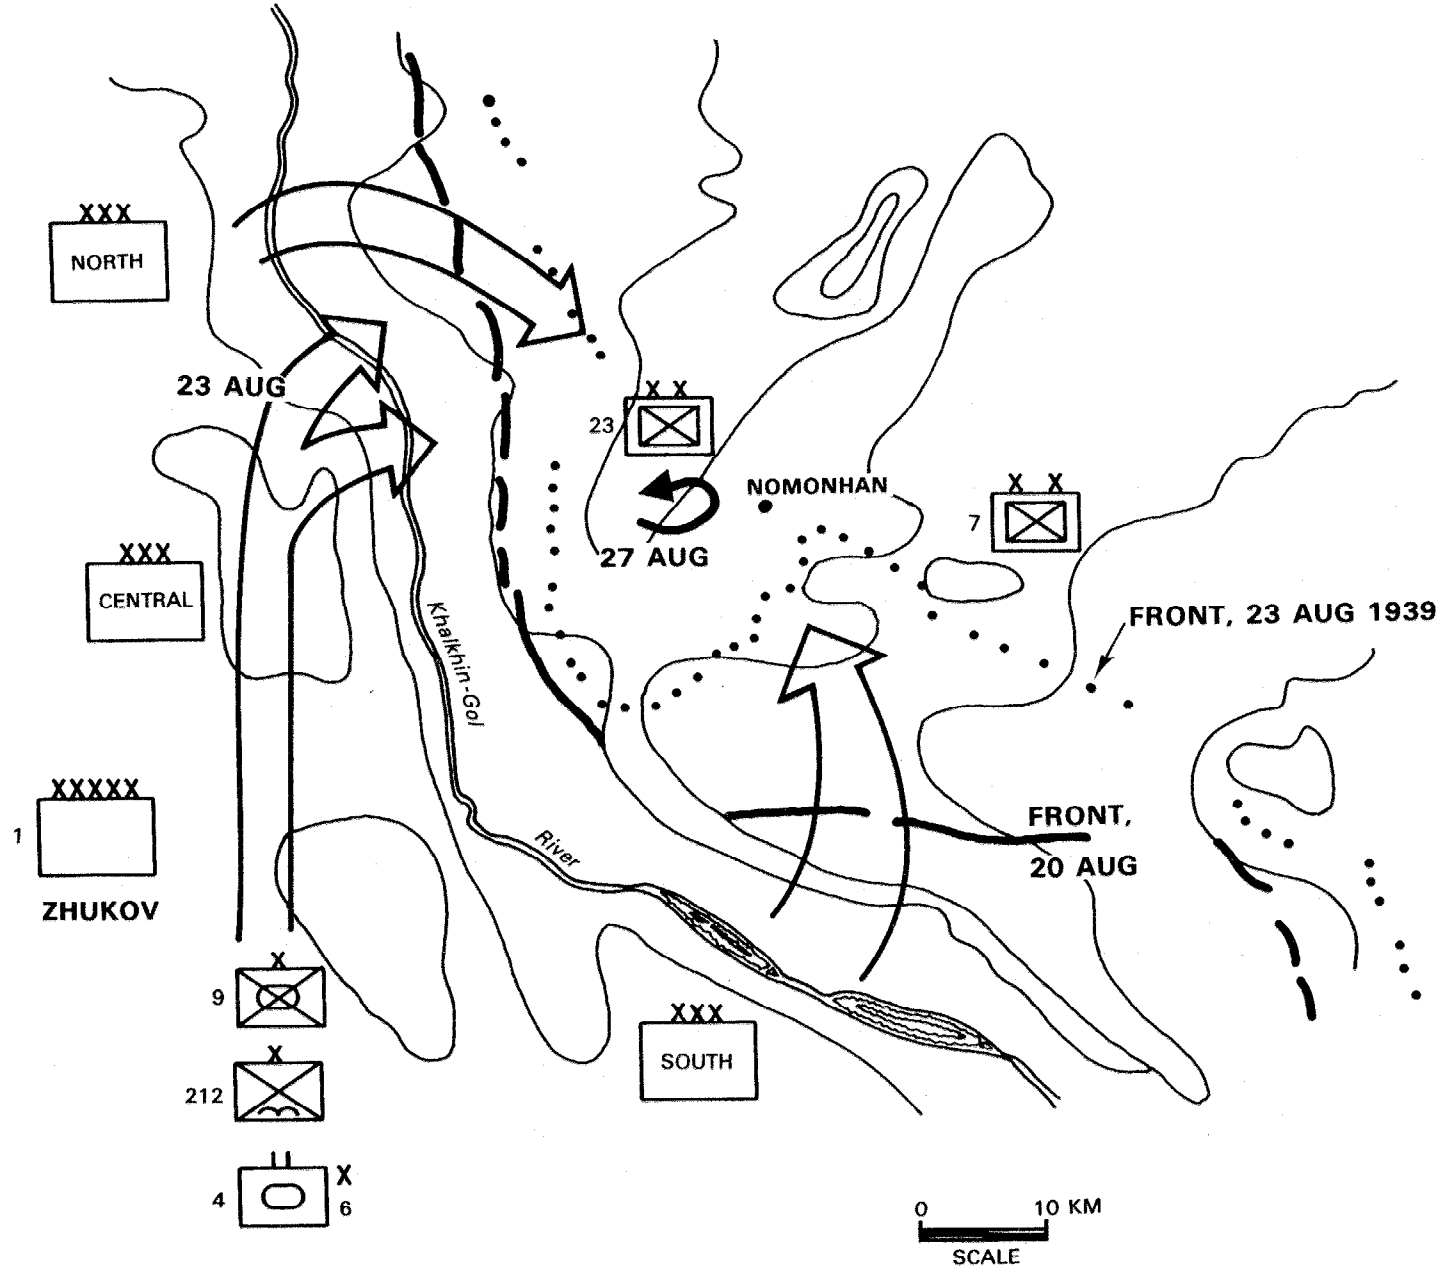 XXX
NORTH
23 AUG
X X
23
NOMONHAN
X X
7
27 AUG
XXX
CENTRAL
FRONT, 23 AUG 1939
Khalkhin-Gol
XXXXX
1
FRONT,
20 AUG
River
ZHUKOV
X
9
XXX
SOUTH
X
212
4
X
6
0 10 KM
SCALE